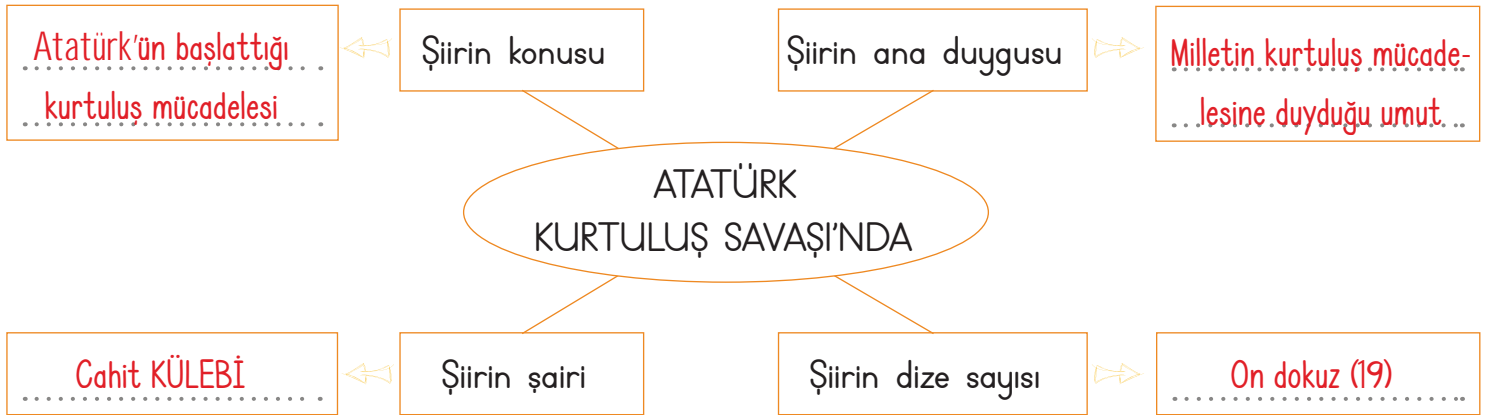 Atatürk'ün başlattığı
kurtuluş mücadelesi
Şiirin konusu
Şiirin ana duygusu
Milletin kurtuluş mücade-
lesine duyduğu umut
ATATÜRK
KURTULUŞ SAVAŞI'NDA
Cahit KÜLEBİ
Şiirin şairi
Şiirin dize sayısı
On dokuz (19)